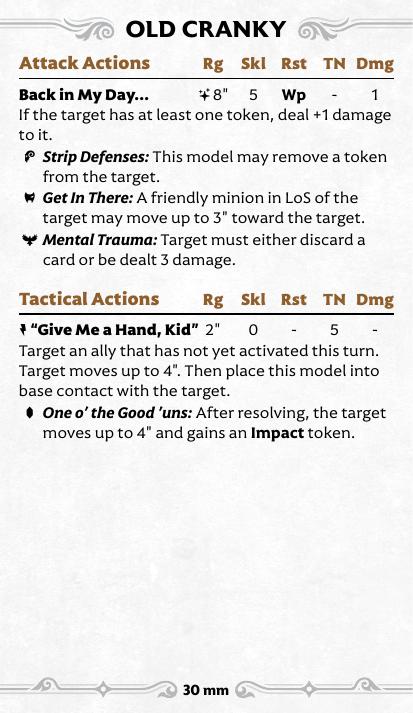 OLD CRANKY
Attack Actions Rg Skl Rst TN Dmg
Back in My Day... 8" 5 Wp - 1
If the target has at least one token, deal +1 damage
to it.
Strip Defenses: This model may remove a token
from the target.
Get In There: A friendly minion in LoS of the
target may move up to 3" toward the target.
Mental Trauma: Target must either discard a
card or be dealt 3 damage.
Tactical Actions Rg Skl Rst TN Dmg
“Give Me a Hand, Kid” 2" 0 - 5 -
Target an ally that has not yet activated this turn.
Target moves up to 4". Then place this model into
base contact with the target.
One o’ the Good ’uns: After resolving, the target
moves up to 4" and gains an Impact token.
30 mm